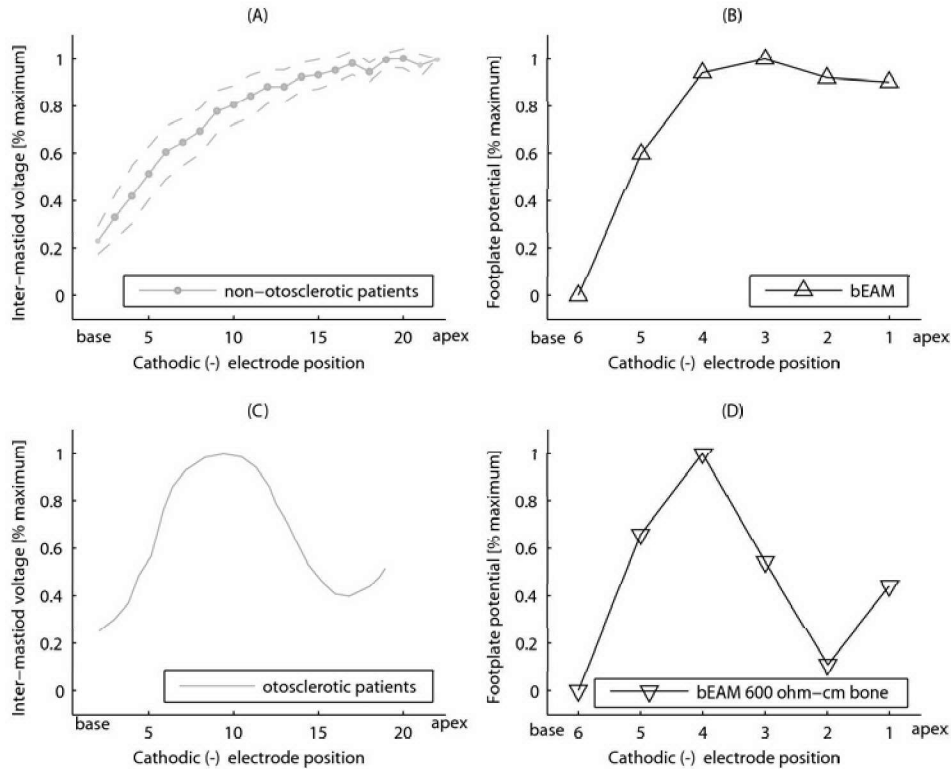 (A)
Inter-mastiod voltage [% maximum]
1
0.8
0.6
0.4
0.2
0
non-otosclerotic patients
base 5 10 15 20 apex
Cathodic (-) electrode position
(B)
Footplate potential [% maximum]
1
0.8
0.6
0.4
0.2
0
bEAM
base 6 5 4 3 2 1 apex
Cathodic (-) electrode position
(C)
Inter-mastiod voltage [% maximum]
1
0.8
0.6
0.4
0.2
0
otosclerotic patients
base 5 10 15 20 apex
Cathodic (-) electrode position
(D)
Footplate potential [% maximum]
1
0.8
0.6
0.4
0.2
0
bEAM 600 ohm-cm bone
base 6 5 4 3 2 1 apex
Cathodic (-) electrode position